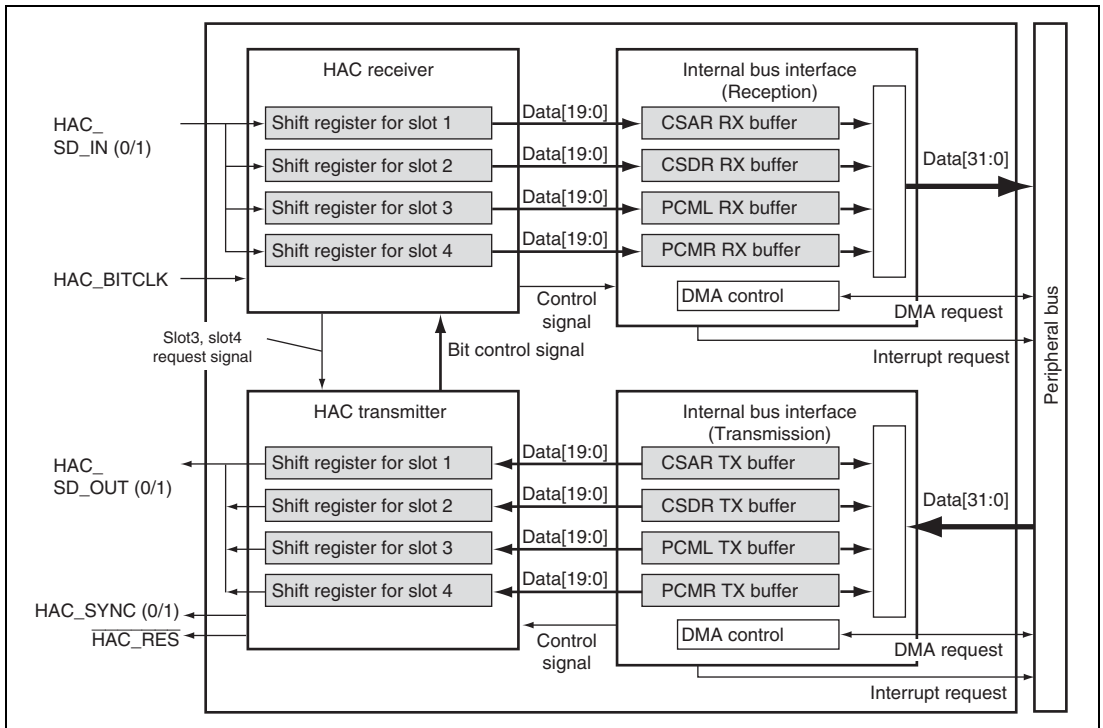 HAC receiver
Internal bus interface
(Reception)
HAC_
SD_IN (0/1)
Shift register for slot 1
Data[19:0]
CSAR RX buffer
Shift register for slot 2
Data[19:0]
CSDR RX buffer
Data[31:0]
Shift register for slot 3
Data[19:0]
PCML RX buffer
Shift register for slot 4
Data[19:0]
PCMR RX buffer
HAC_BITCLK
Control
signal
DMA control
DMA request
Slot3, slot4
request signal
Bit control signal
Interrupt request
Peripheral bus
HAC transmitter
Internal bus interface
(Transmission)
HAC_
SD_OUT (0/1)
Shift register for slot 1
Data[19:0]
CSAR TX buffer
Shift register for slot 2
Data[19:0]
CSDR TX buffer
Data[31:0]
Shift register for slot 3
Data[19:0]
PCML TX buffer
Shift register for slot 4
Data[19:0]
PCMR TX buffer
HAC_SYNC (0/1)
HAC_RES
Control
signal
DMA control
DMA request
Interrupt request